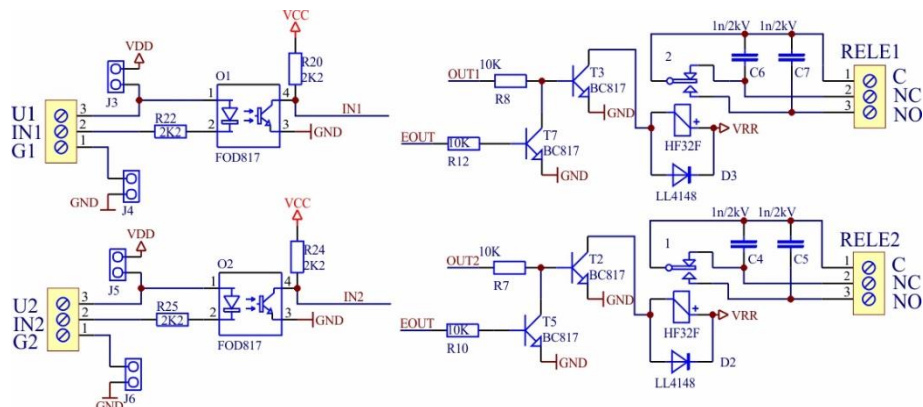 VDD
J3
U1
IN1
G1
3
2
1
R22
2K2
GND
J4
O1
1
2
4
3
FOD817
VCC
R20
2K2
IN1
GND
OUT1
10K
R8
T3
BC817
GND
EOUT
10K
R12
T7
BC817
GND
HF32F
+
VRR
LL4148
D3
2
1n/2kV
1n/2kV
C6
C7
RELE1
1
2
3
C
NC
NO
VDD
J5
U2
IN2
G2
3
2
1
R25
2K2
GND
J6
O2
1
2
4
3
FOD817
VCC
R24
2K2
IN2
GND
OUT2
10K
R7
T2
BC817
GND
EOUT
10K
R10
T5
BC817
GND
HF32F
+
VRR
LL4148
D2
1
1n/2kV
1n/2kV
C4
C5
RELE2
1
2
3
C
NC
NO